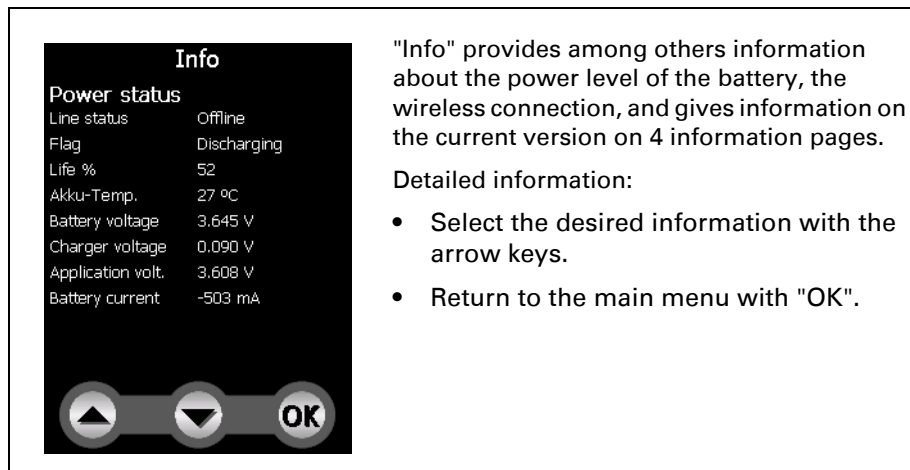 Info
Power status
Line status Offline
Flag Discharging
Life % 52
Akku-Temp. 27 ºC
Battery voltage 3.645 V
Charger voltage 0.090 V
Application volt. 3.608 V
Battery current -503 mA
OK
"Info" provides among others information
about the power level of the battery, the
wireless connection, and gives information on
the current version on 4 information pages.
Detailed information:
• Select the desired information with the
arrow keys.
• Return to the main menu with "OK".